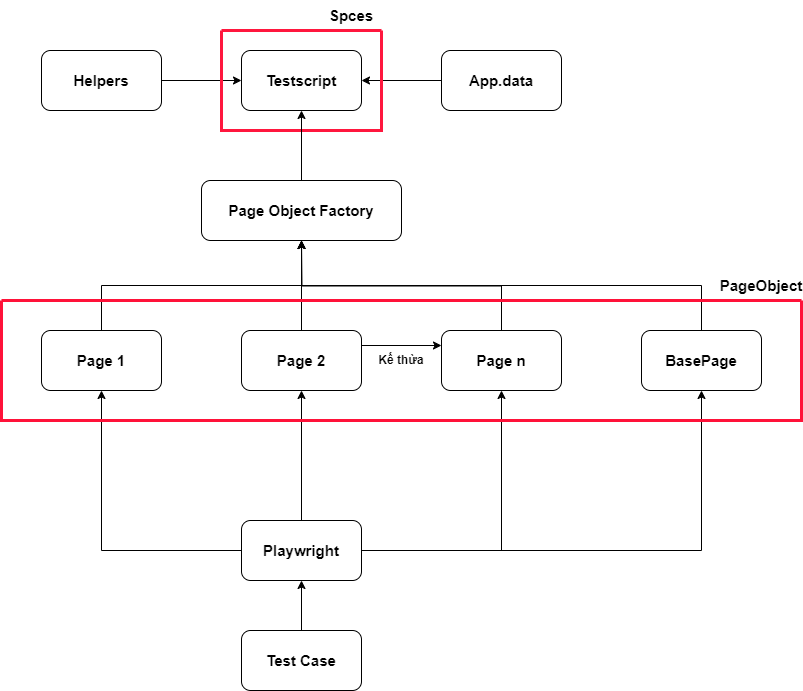 Spces
Helpers
Testscript
App.data
Page Object Factory
PageObject
Page 1
Page 2
Kế thừa
Page n
BasePage
Playwright
Test Case